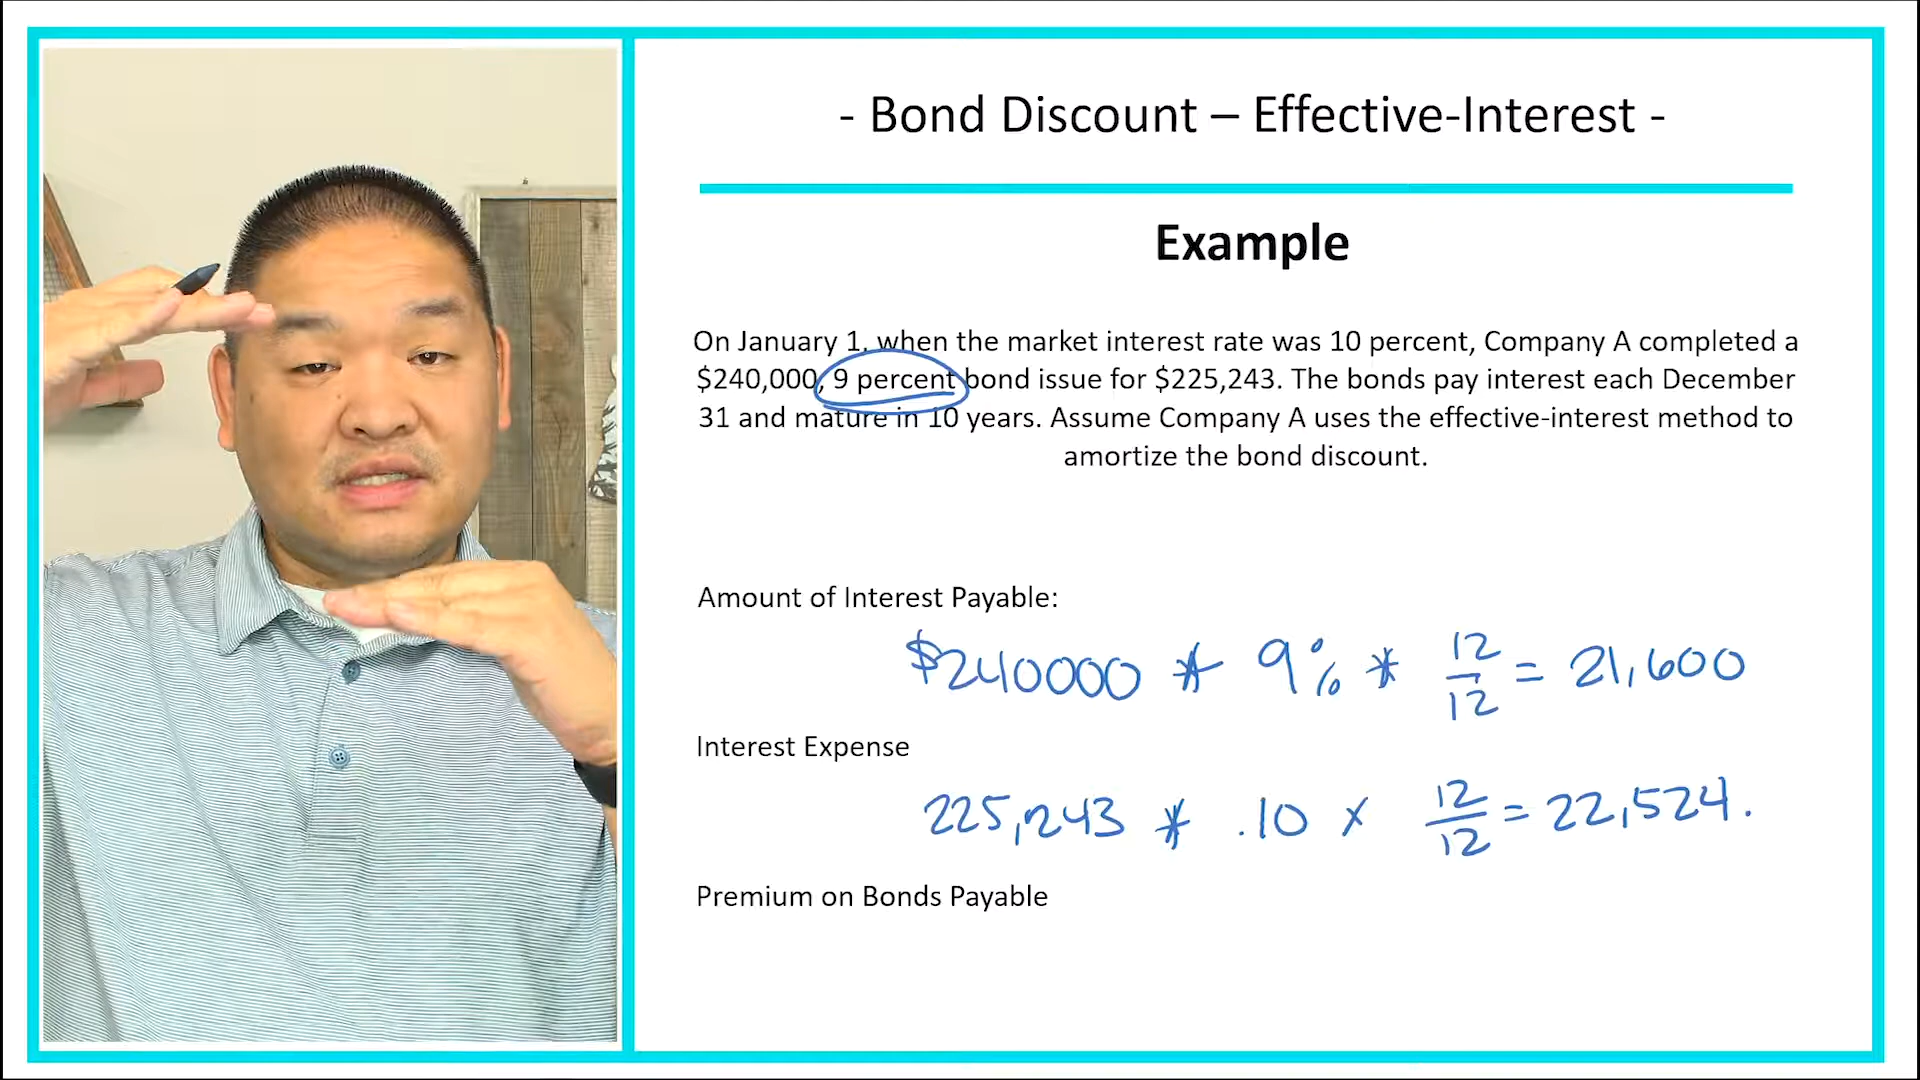 - Bond Discount – Effective-Interest -
Example
On January 1, when the market interest rate was 10 percent, Company A completed a
$240,000, 9 percent bond issue for $225,243. The bonds pay interest each December
31 and mature in 10 years. Assume Company A uses the effective-interest method to
amortize the bond discount.
Amount of Interest Payable:
$240000 * 9% * 12/12 = 21,600
Interest Expense
225,243 * .10 x 12/12 = 22,524.
Premium on Bonds Payable